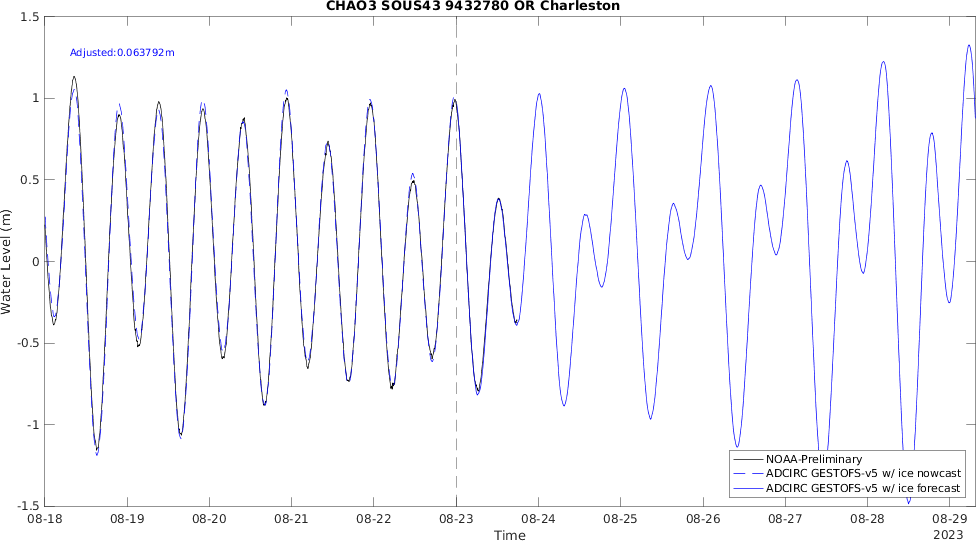 CHAO3 SOUS43 9432780 OR Charleston
Adjusted:0.063792m
1.5
1
0.5
0
-0.5
-1
-1.5
Water Level (m)
NOAA-Preliminary
ADCIRC GESTOFS-v5 w/ ice nowcast
ADCIRC GESTOFS-v5 w/ ice forecast
08-18 08-19 08-20 08-21 08-22 08-23 08-24 08-25 08-26 08-27 08-28 08-29
Time 2023